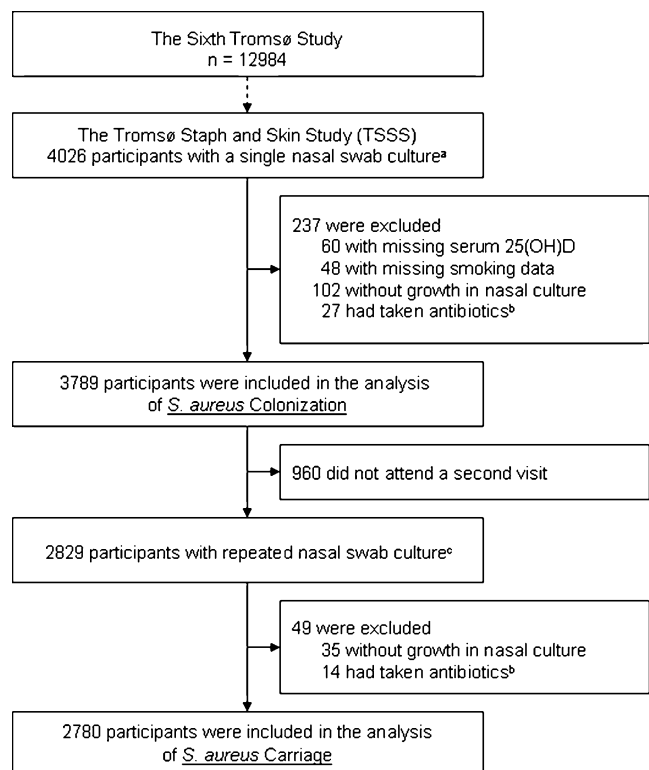 The Sixth Tromsø Study
n = 12984
The Tromsø Staph and Skin Study (TSSS)
4026 participants with a single nasal swab cultureᵃ
237 were excluded
60 with missing serum 25(OH)D
48 with missing smoking data
102 without growth in nasal culture
27 had taken antibioticsᵇ
3789 participants were included in the analysis
of S. aureus Colonization
960 did not attend a second visit
2829 participants with repeated nasal swab cultureᶜ
49 were excluded
35 without growth in nasal culture
14 had taken antibioticsᵇ
2780 participants were included in the analysis
of S. aureus Carriage